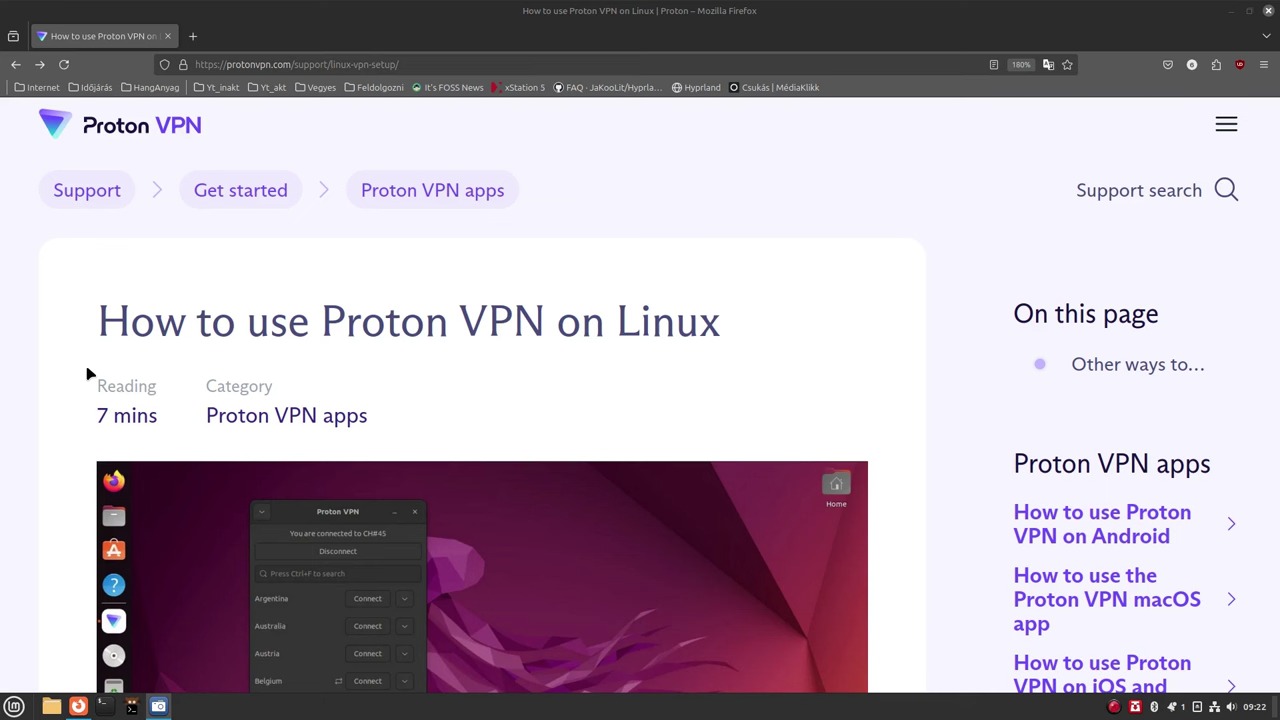 How to use Proton VPN on Linux | Proton — Mozilla Firefox
How to use Proton VPN on
https://protonvpn.com/support/linux-vpn-setup/
180%
Internet
Időjárás
HangAnyag
Yt_inakt
Yt_akt
Vegyes
Feldolgozni
It's FOSS News
xStation 5
FAQ · JaKooLit/Hyprla…
Hyprland
Csukás | MédiaKlikk
Proton VPN
Support
Get started
Proton VPN apps
Support search
How to use Proton VPN on Linux
Reading
7 mins
Category
Proton VPN apps
Home
Proton VPN
You are connected to CH#45
Disconnect
Press Ctrl+F to search
Argentina
Connect
Australia
Connect
Austria
Connect
Belgium
Connect
On this page
Other ways to…
Proton VPN apps
How to use Proton
VPN on Android
How to use the
Proton VPN macOS
app
How to use Proton
VPN on iOS and
1
09:22